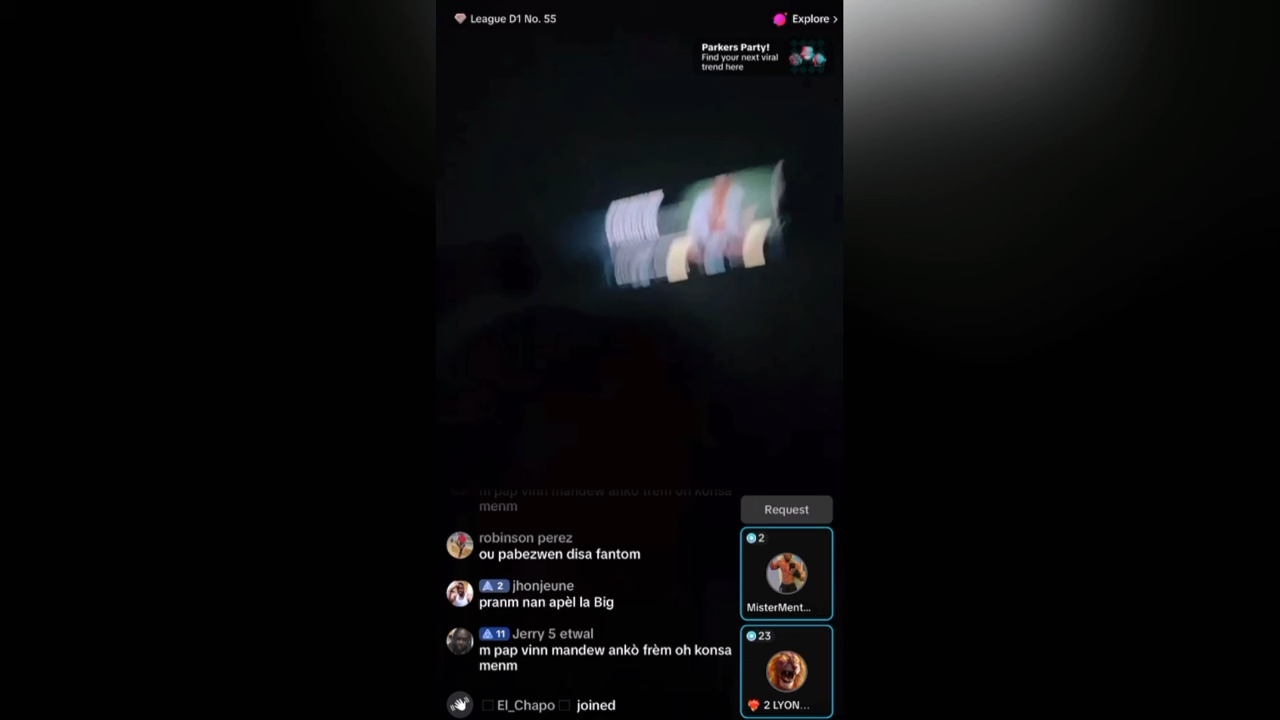 League D1 No. 55
Explore >
Parkers Party!
Find your next viral
trend here
m pap vinn mandew ankò frèm oh konsa
menm
Request
robinson perez
ou pabezwen disa fantom
2
2 jhonjeune
pranm nan apèl la Big
MisterMent...
11 Jerry 5 etwal
m pap vinn mandew ankò frèm oh konsa
menm
23
El_Chapo joined
2 LYON...